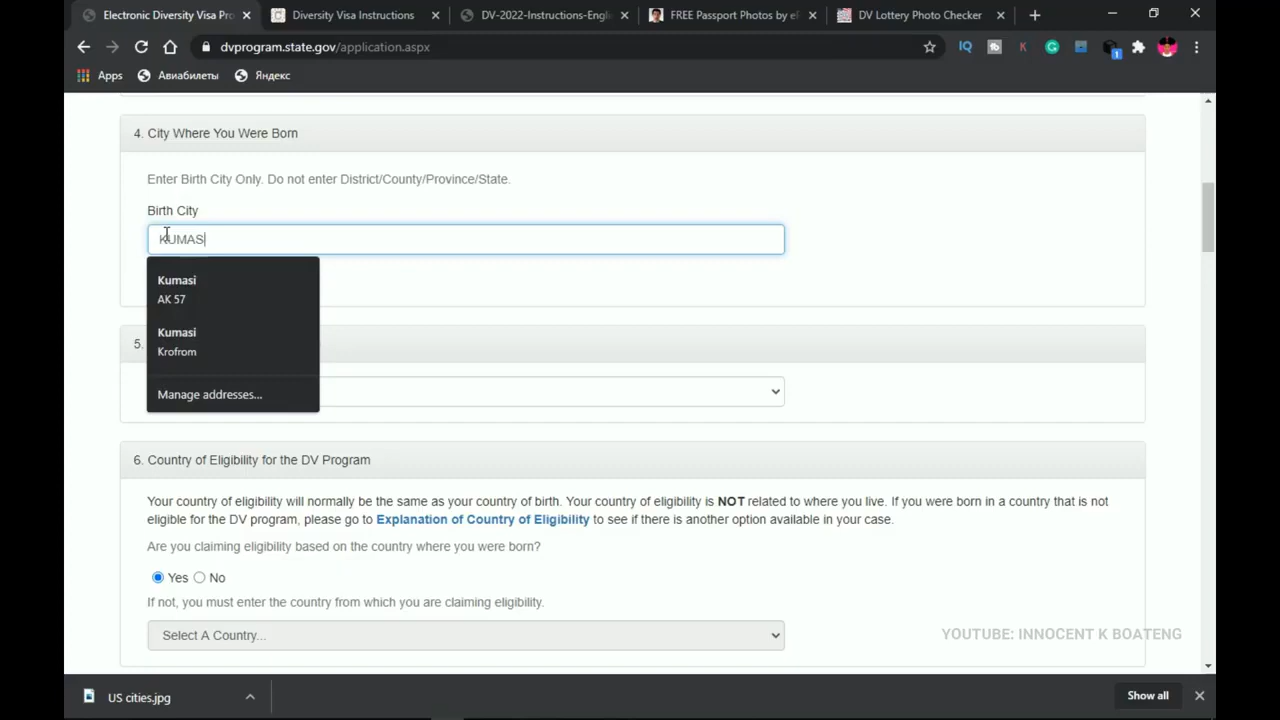 Electronic Diversity Visa Pro
Diversity Visa Instructions
DV-2022-Instructions-Engli
FREE Passport Photos by eP
DV Lottery Photo Checker
dvprogram.state.gov/application.aspx
IQ
K
G
1
Apps
Авиабилеты
Яндекс
4. City Where You Were Born
Enter Birth City Only. Do not enter District/County/Province/State.
Birth City
KUMAS
Kumasi
AK 57
Kumasi
Krofrom
Manage addresses...
5.
6. Country of Eligibility for the DV Program
Your country of eligibility will normally be the same as your country of birth. Your country of eligibility is NOT related to where you live. If you were born in a country that is not
eligible for the DV program, please go to Explanation of Country of Eligibility to see if there is another option available in your case.
Are you claiming eligibility based on the country where you were born?
Yes No
If not, you must enter the country from which you are claiming eligibility.
Select A Country...
YOUTUBE: INNOCENT K BOATENG
US cities.jpg
Show all